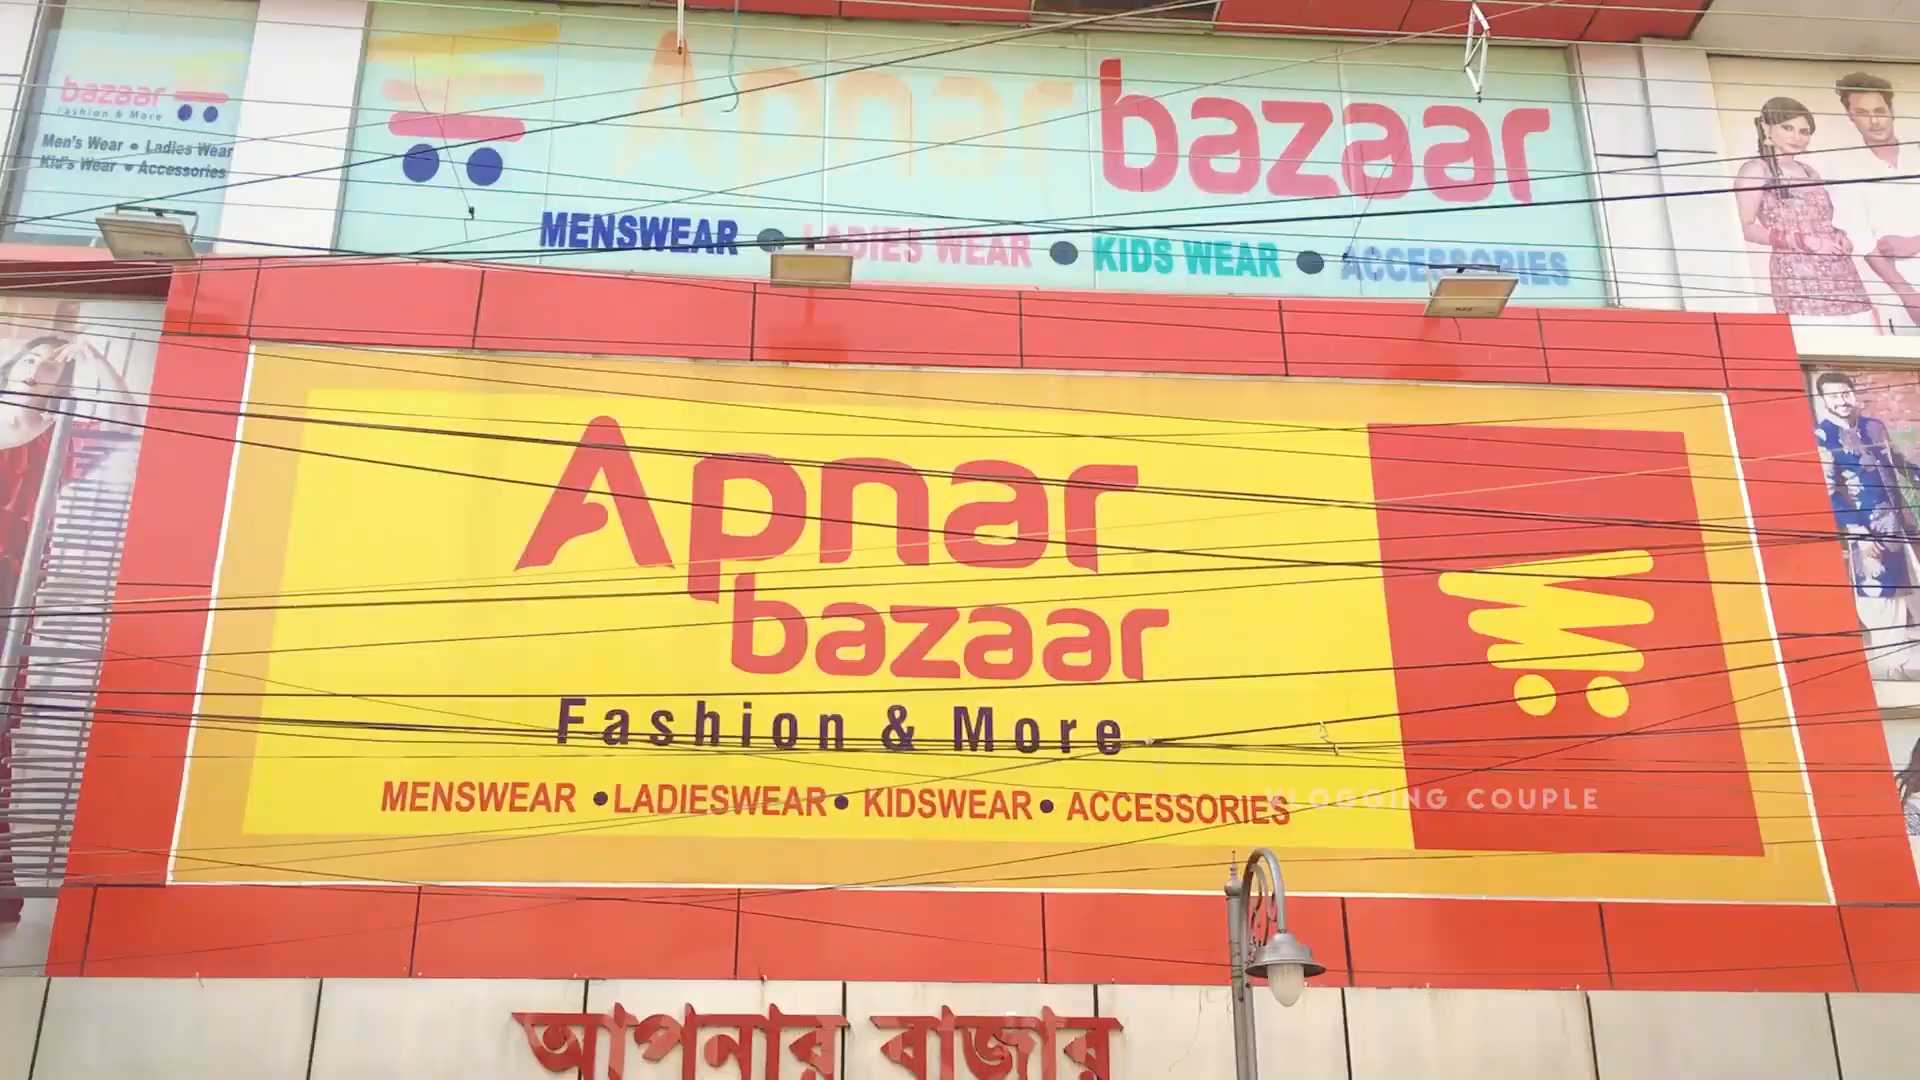 bazaar
Fashion & More
Men's Wear • Ladies Wear
Kid's Wear • Accessories
Apnar bazaar
MENSWEAR • LADIES WEAR • KIDS WEAR • ACCESSORIES
Apnar
bazaar
Fashion & More
MENSWEAR • LADIESWEAR • KIDSWEAR • ACCESSORIES
VLOGGING COUPLE
আপনার বাজার